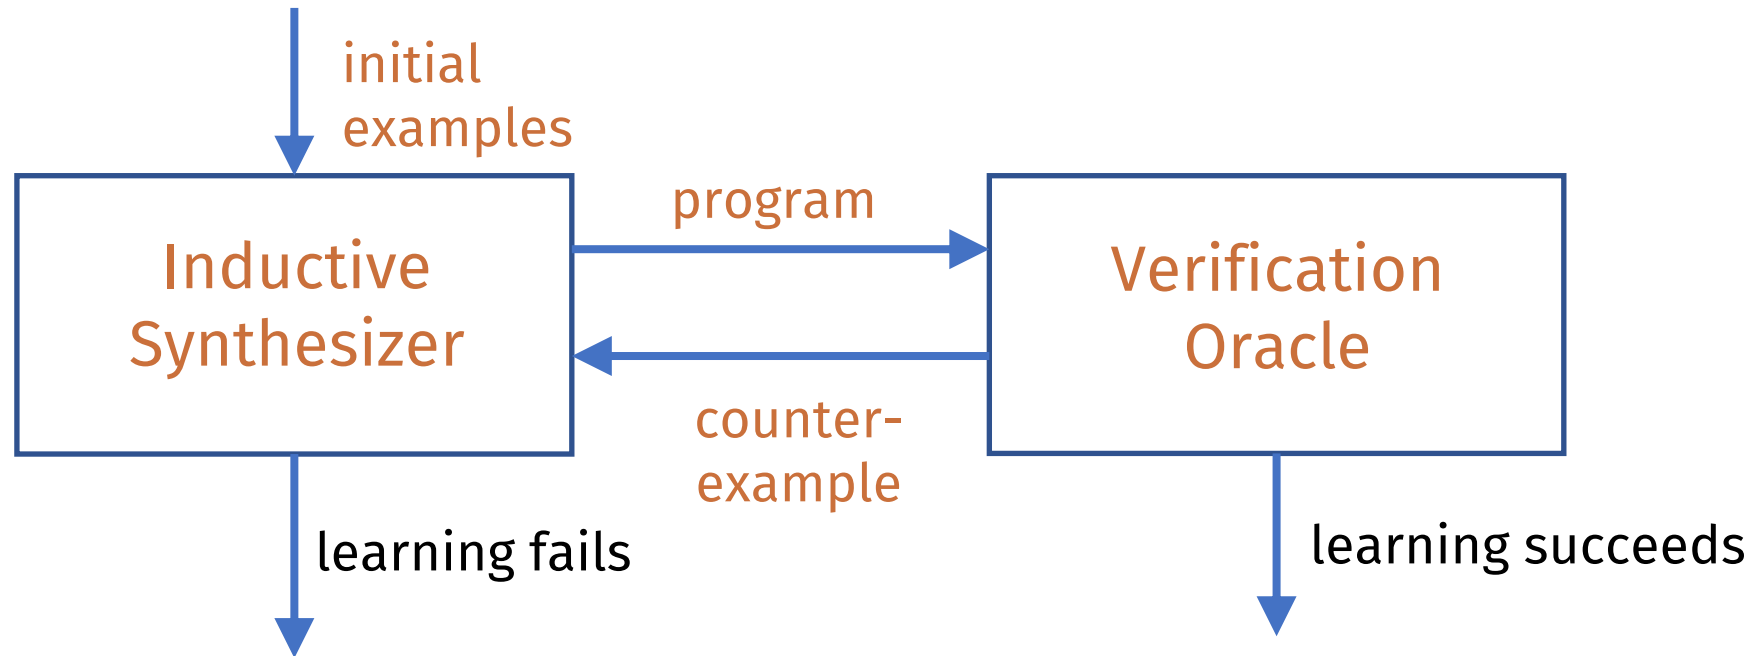 initial
examples
program
Inductive
Synthesizer
Verification
Oracle
counter-
example
learning fails
learning succeeds